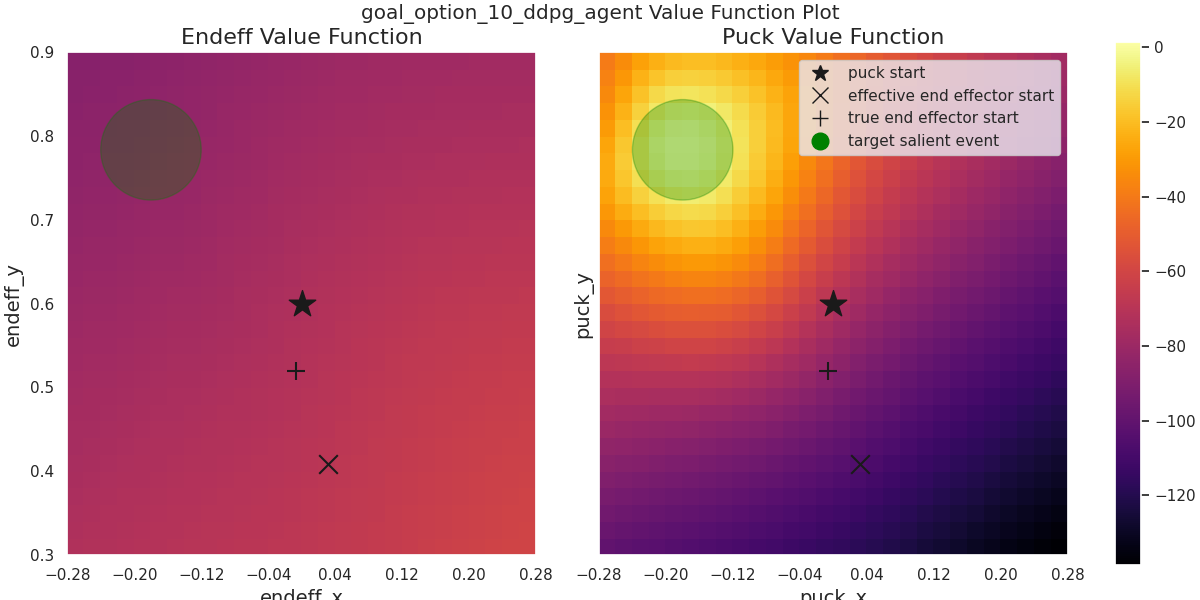 goal_option_10_ddpg_agent Value Function Plot
Endeff Value Function
Puck Value Function
0.9
0.8
0.7
0.6
0.5
0.4
0.3
endeff_y
−0.28 −0.20 −0.12 −0.04 0.04 0.12 0.20 0.28
endeff_x
puck start
effective end effector start
true end effector start
target salient event
puck_y
−0.28 −0.20 −0.12 −0.04 0.04 0.12 0.20 0.28
puck_x
0
−20
−40
−60
−80
−100
−120